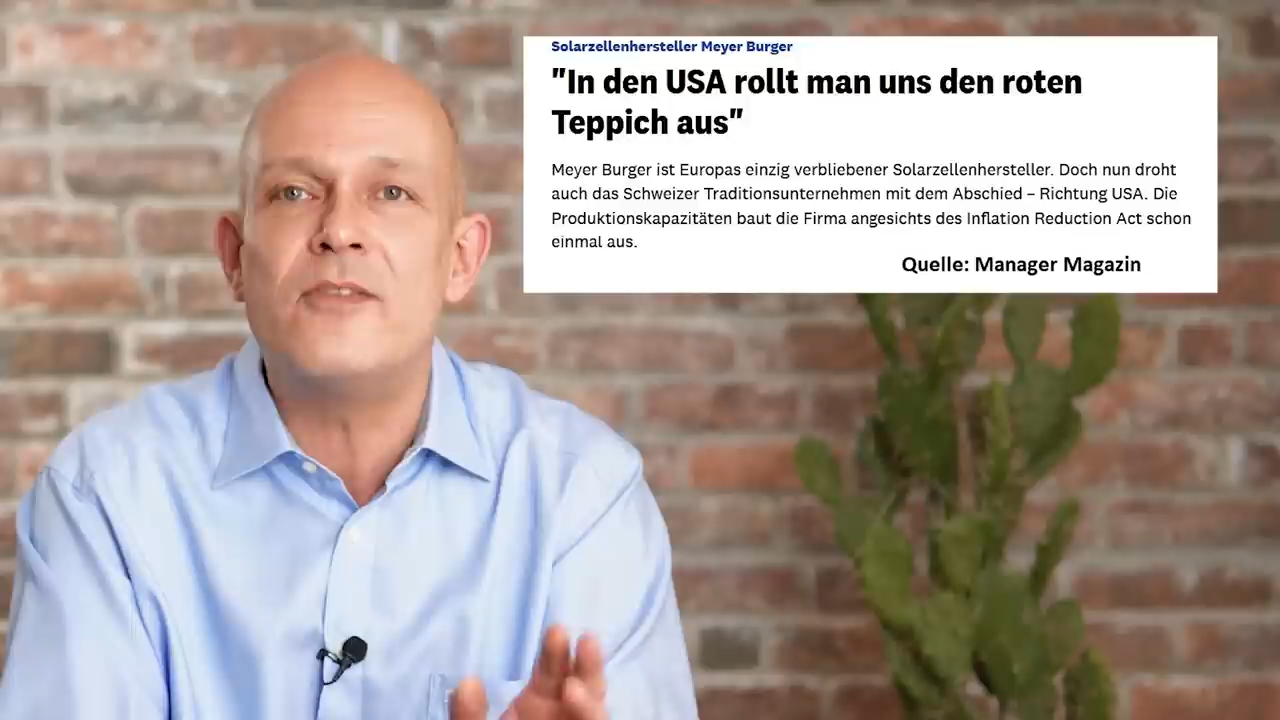 Solarzellenhersteller Meyer Burger
"In den USA rollt man uns den roten
Teppich aus"
Meyer Burger ist Europas einzig verbliebener Solarzellenhersteller. Doch nun droht
auch das Schweizer Traditionsunternehmen mit dem Abschied – Richtung USA. Die
Produktionskapazitäten baut die Firma angesichts des Inflation Reduction Act schon
einmal aus.
Quelle: Manager Magazin